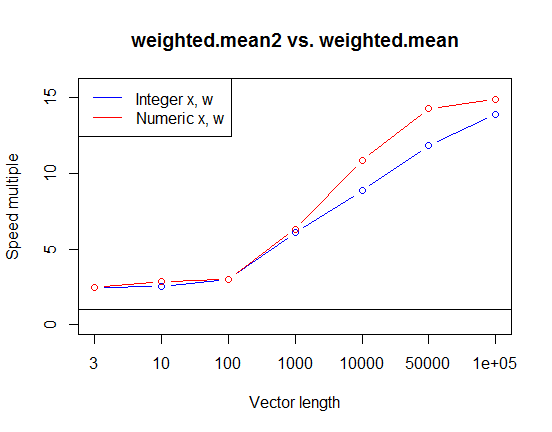 weighted.mean2 vs. weighted.mean
Integer x, w
Numeric x, w
Speed multiple
15
10
5
0
3 10 100 1000 10000 50000 1e+05
Vector length